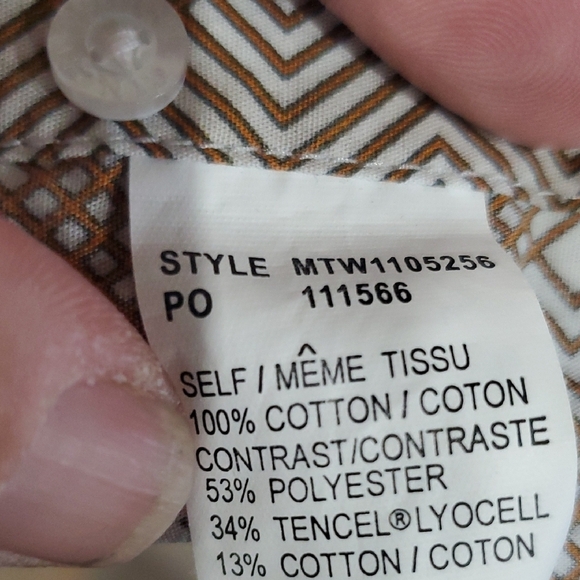 STYLE MTW1105256
PO 111566
SELF / MÊME TISSU
100% COTTON / COTON
CONTRAST/CONTRASTE
53% POLYESTER
34% TENCEL®LYOCELL
13% COTTON / COTON